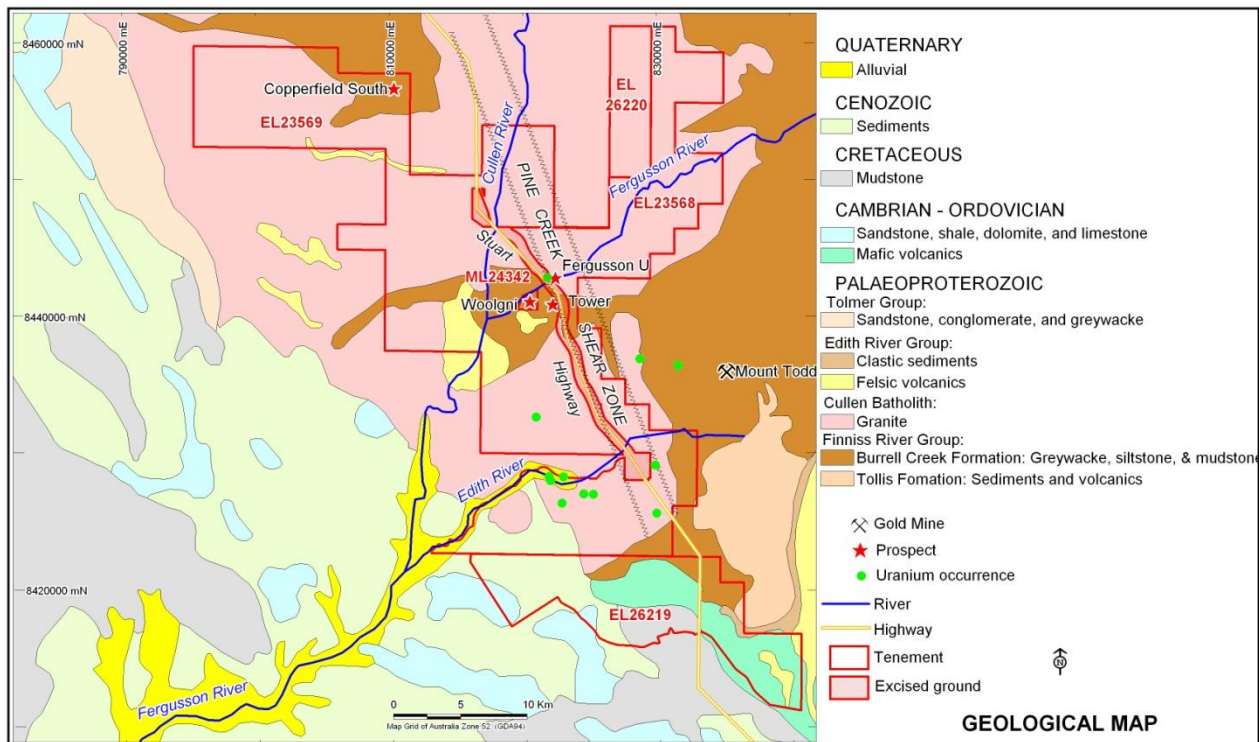 8460000 mN
790000 mE
810000 mE
830000 mE
Copperfield South
EL
26220
EL23569
Cullen River
PINE CREEK
Fergusson River
EL23568
Stuart
Fergusson U
ML24342
Woolgni
Tower
8440000 mN
SHEAR ZONE
Highway
Mount Todd
Edith River
8420000 mN
EL26219
Fergusson River
0 5 10 Km
Map Grid of Australia Zone 52 (GDA94)
QUATERNARY
Alluvial
CENOZOIC
Sediments
CRETACEOUS
Mudstone
CAMBRIAN - ORDOVICIAN
Sandstone, shale, dolomite, and limestone
Mafic volcanics
PALAEOPROTEROZOIC
Tolmer Group:
Sandstone, conglomerate, and greywacke
Edith River Group:
Clastic sediments
Felsic volcanics
Cullen Batholith:
Granite
Finniss River Group:
Burrell Creek Formation: Greywacke, siltstone, & mudstone
Tollis Fomation: Sediments and volcanics
Gold Mine
Prospect
Uranium occurrence
River
Highway
Tenement
N
Excised ground
GEOLOGICAL MAP